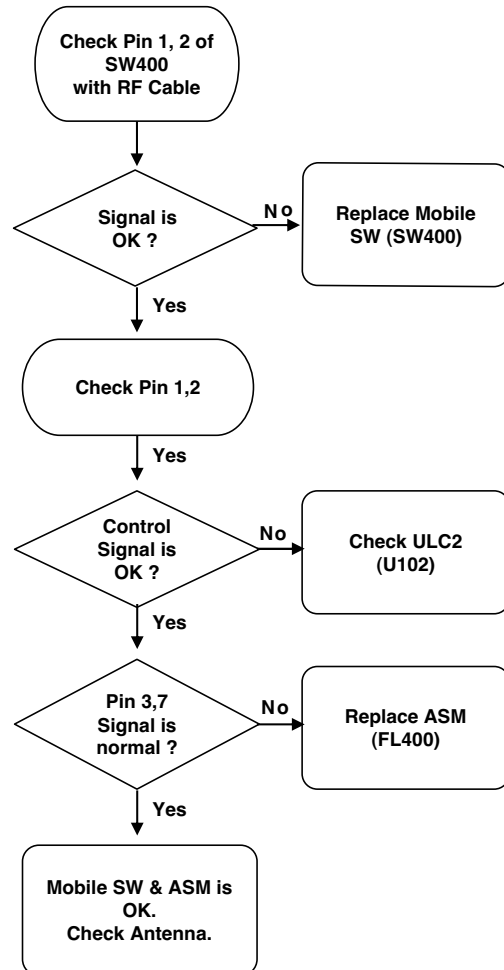 Check Pin 1, 2 of
SW400
with RF Cable
Signal is
OK ?
No
Replace Mobile
SW (SW400)
Yes
Check Pin 1,2
Yes
Control
Signal is
OK ?
No
Check ULC2
(U102)
Yes
Pin 3,7
Signal is
normal ?
No
Replace ASM
(FL400)
Yes
Mobile SW & ASM is
OK.
Check Antenna.